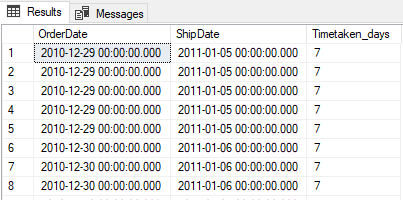 Results Messages
OrderDate ShipDate Timetaken_days
1 2010-12-29 00:00:00.000 2011-01-05 00:00:00.000 7
2 2010-12-29 00:00:00.000 2011-01-05 00:00:00.000 7
3 2010-12-29 00:00:00.000 2011-01-05 00:00:00.000 7
4 2010-12-29 00:00:00.000 2011-01-05 00:00:00.000 7
5 2010-12-29 00:00:00.000 2011-01-05 00:00:00.000 7
6 2010-12-30 00:00:00.000 2011-01-06 00:00:00.000 7
7 2010-12-30 00:00:00.000 2011-01-06 00:00:00.000 7
8 2010-12-30 00:00:00.000 2011-01-06 00:00:00.000 7